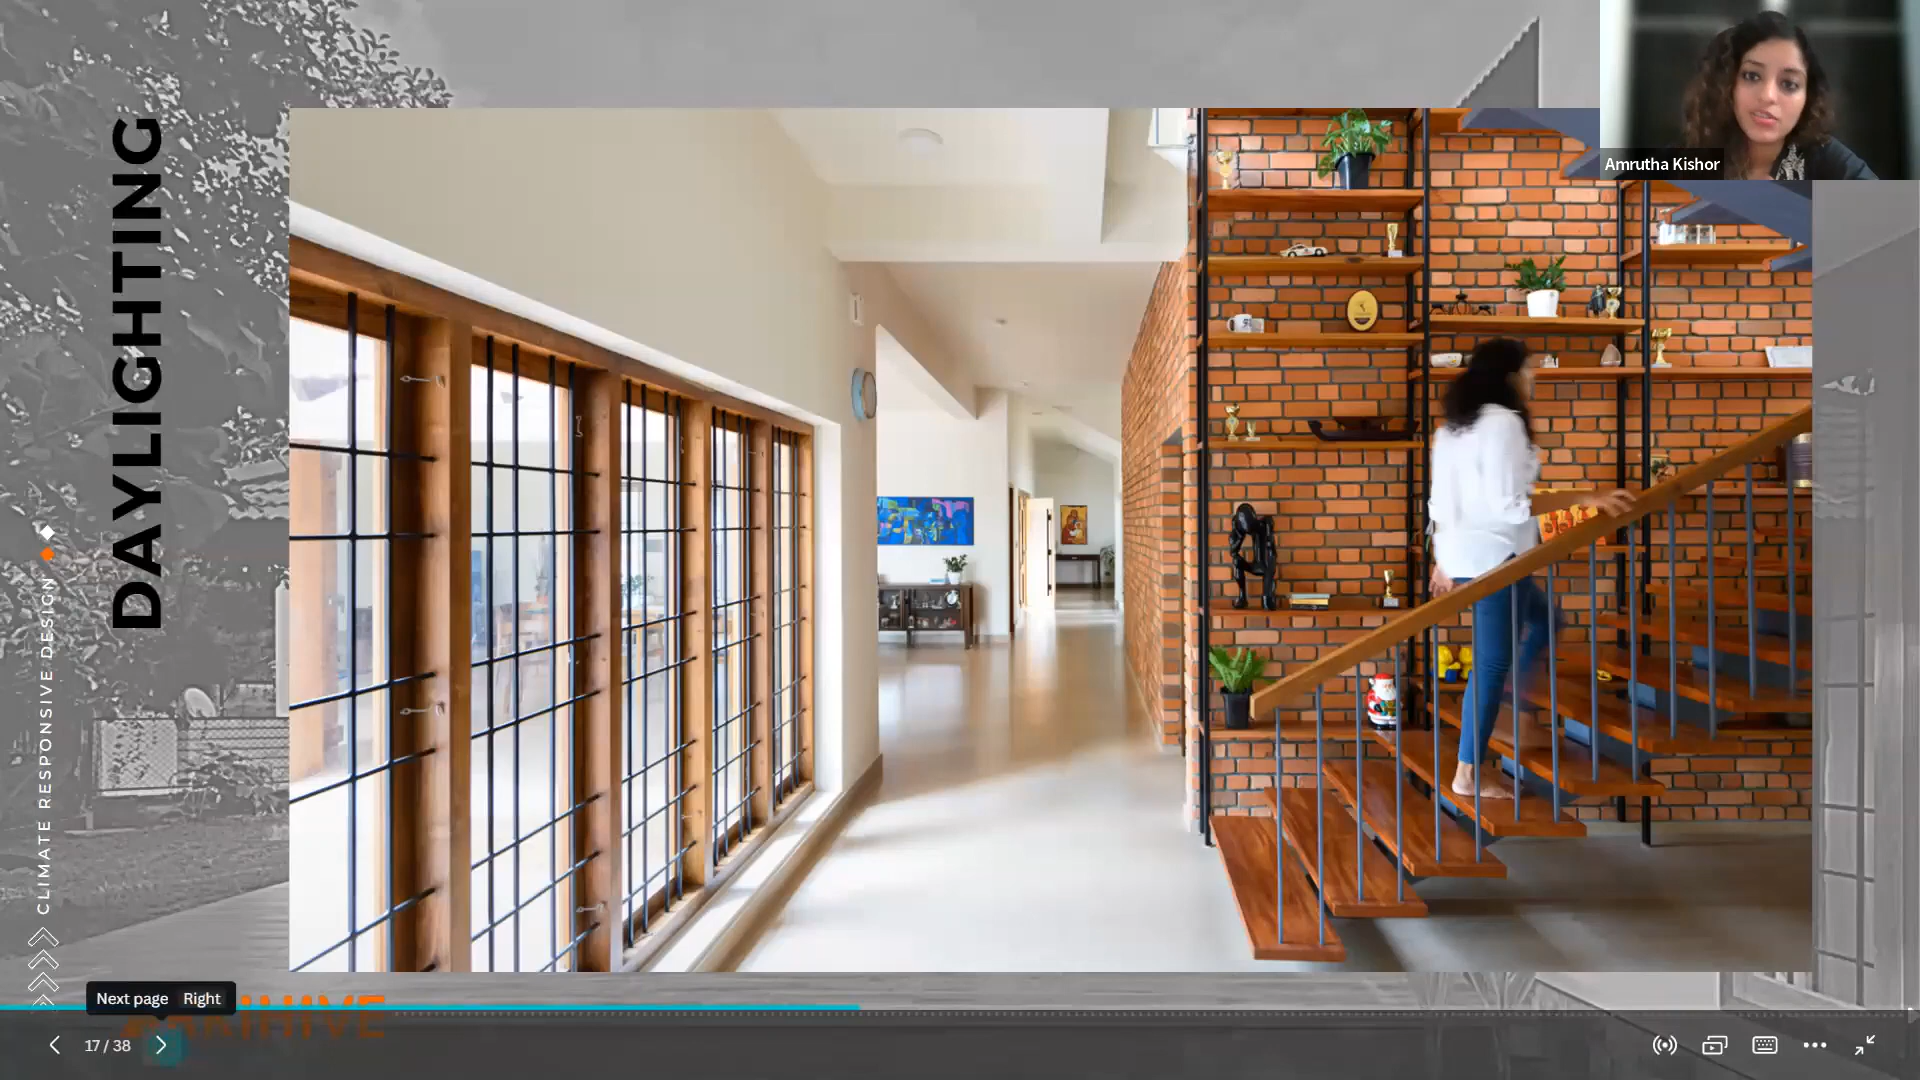 DAYLIGHTING
CLIMATE RESPONSIVE DESIGN
Amrutha Kishor
Next page Right
17 / 38